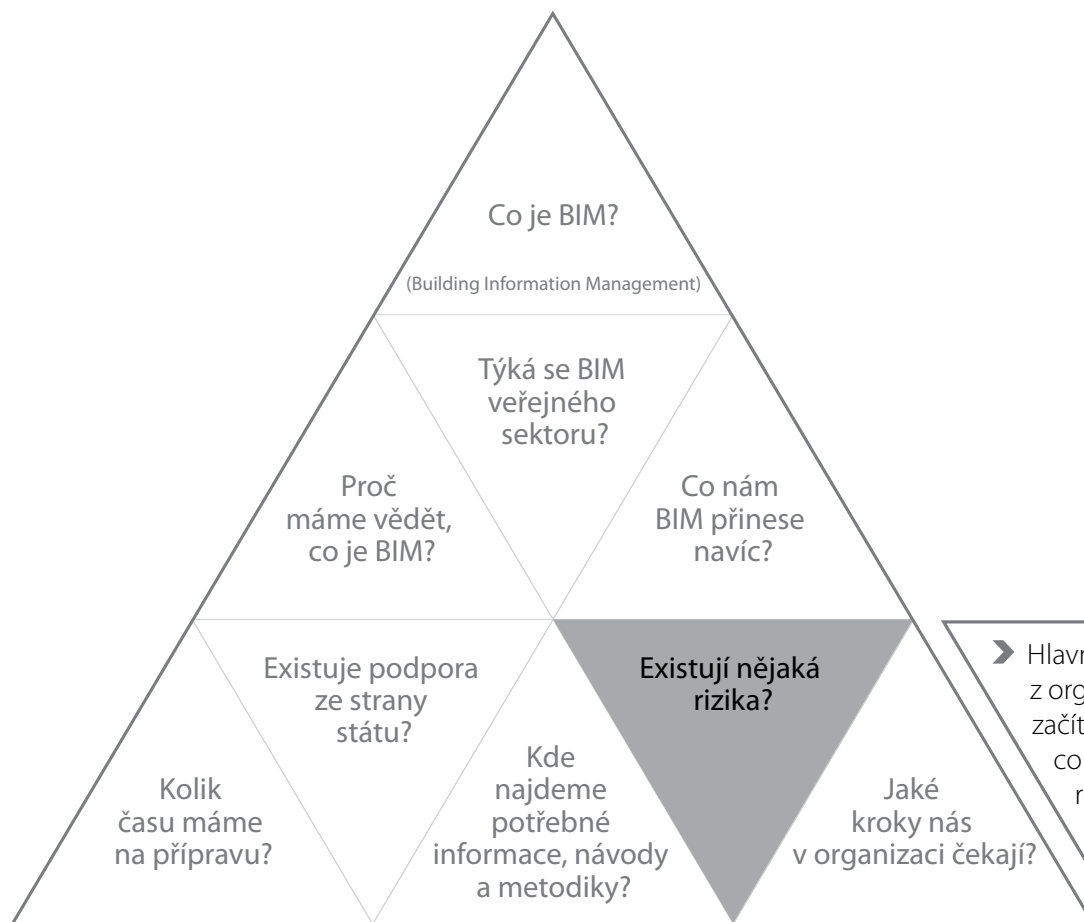 Co je BIM?
(Building Information Management)
Týká se BIM
veřejného
sektoru?
Proč
máme vědět,
co je BIM?
Co nám
BIM přinese
navíc?
Existuje podpora
ze strany
státu?
Existují nějaká
rizika?
Kolik
času máme
na přípravu?
Kde
najdeme
potřebné
informace, návody
a metodiky?
Jaké
kroky nás
v organizaci čekají?
z
začít
co